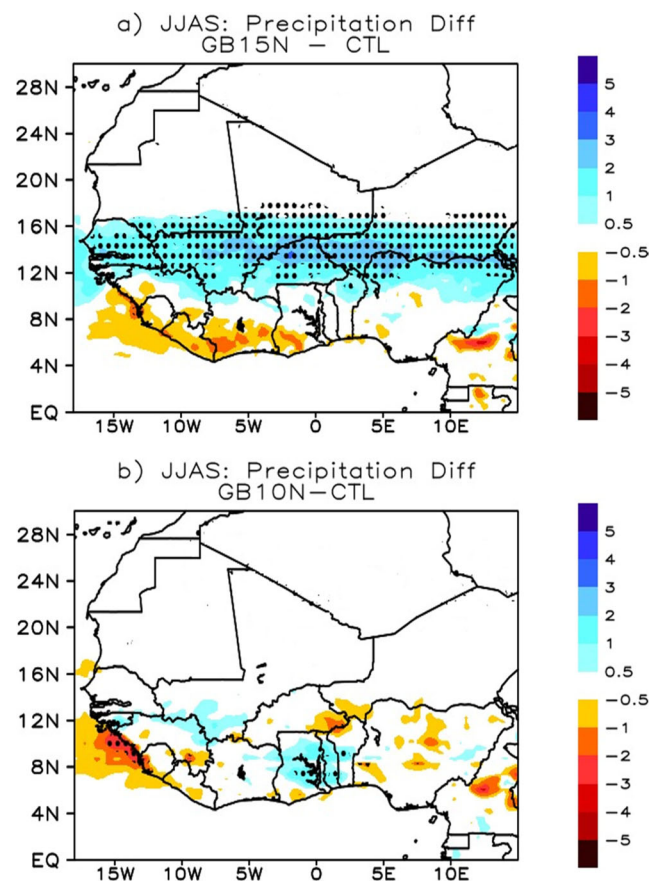 a) JJAS: Precipitation Diff
GB15N - CTL
28N
24N
20N
16N
12N
8N
4N
EQ
15W 10W 5W 0 5E 10E
5
4
3
2
1
0.5
-0.5
-1
-2
-3
-4
-5
b) JJAS: Precipitation Diff
GB10N-CTL
28N
24N
20N
16N
12N
8N
4N
EQ
15W 10W 5W 0 5E 10E
5
4
3
2
1
0.5
-0.5
-1
-2
-3
-4
-5